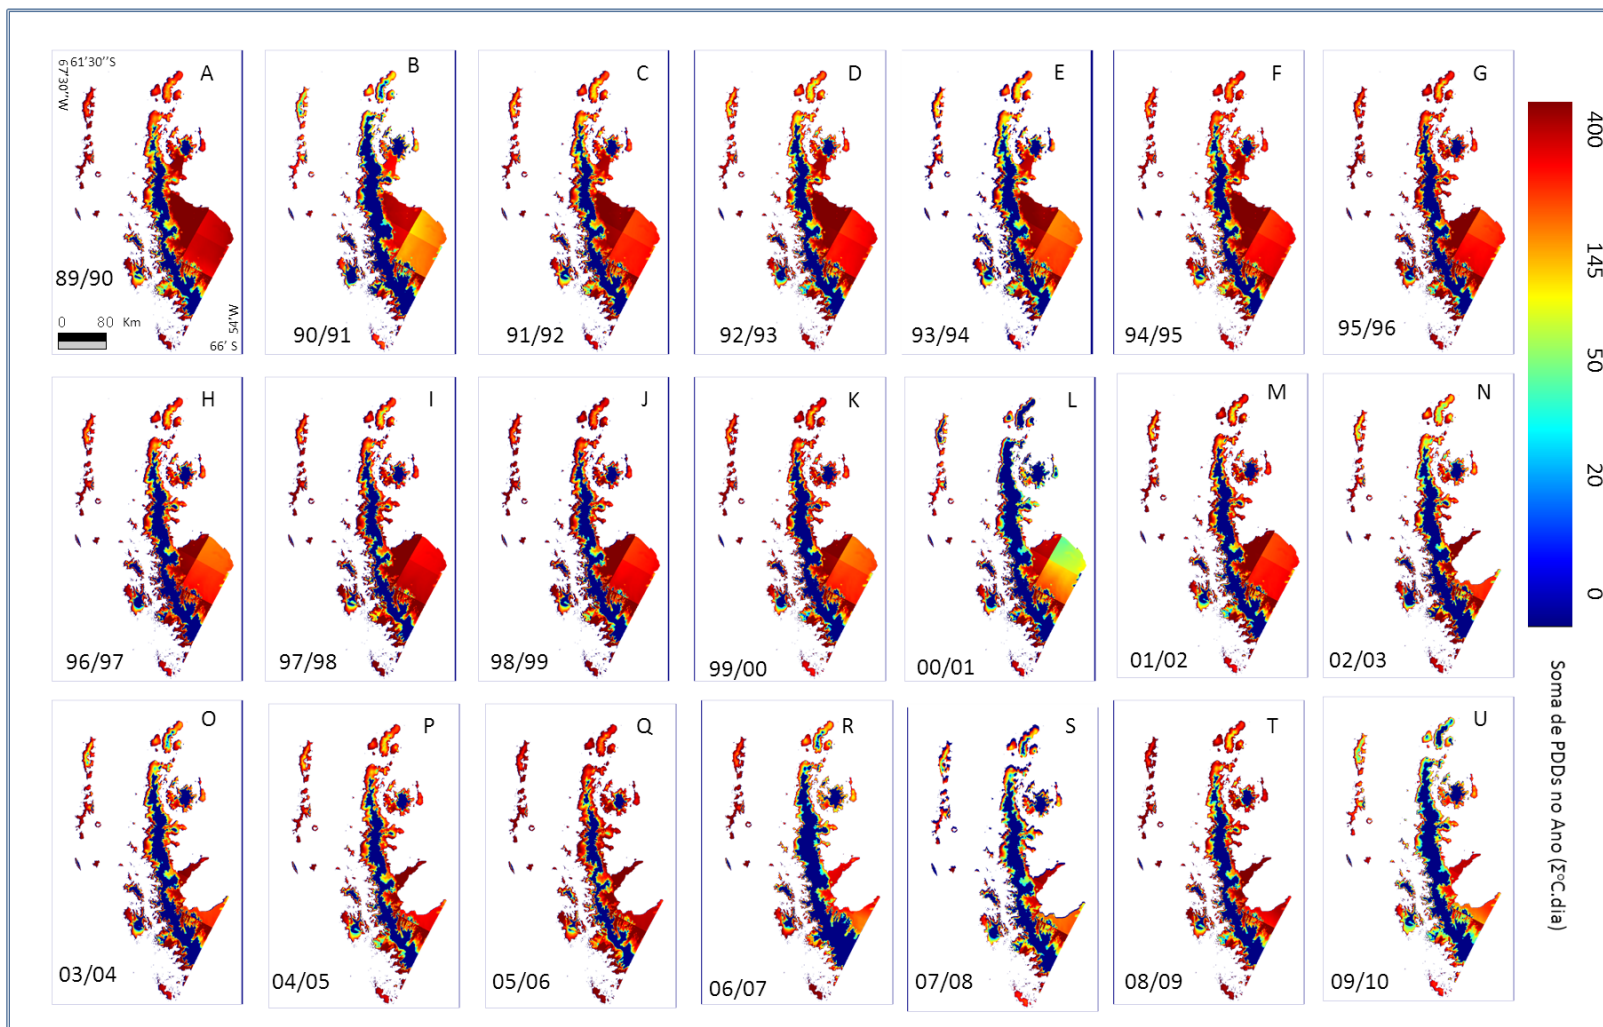 A
61'30''S
67'30''W
89/90
0 80 Km
54'W
66' S
B
90/91
C
91/92
D
92/93
E
93/94
F
94/95
G
95/96
H
96/97
I
97/98
J
98/99
K
99/00
L
00/01
M
01/02
N
02/03
O
03/04
P
04/05
Q
05/06
R
06/07
S
07/08
T
08/09
U
09/10
400
145
50
20
0
Soma de PDDs no Ano (Σ°C.dia)